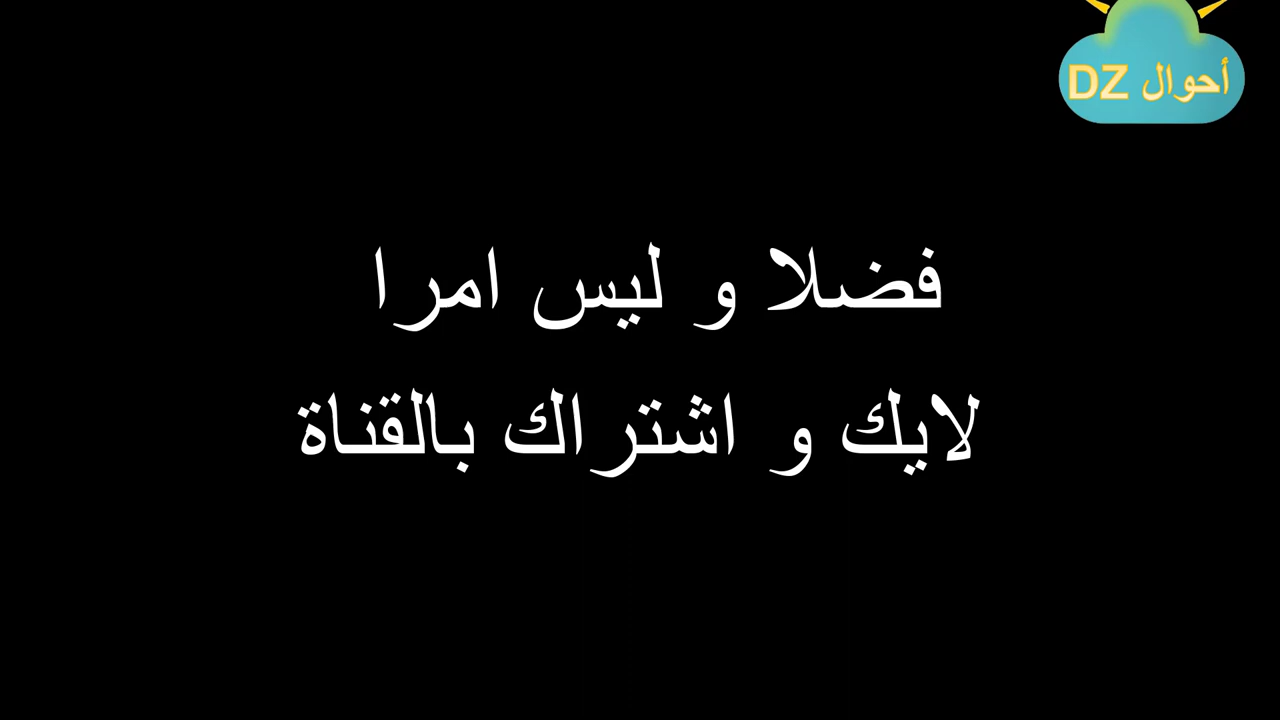 أحوال DZ
فضلا و ليس امرا
لايك و اشتراك بالقناة